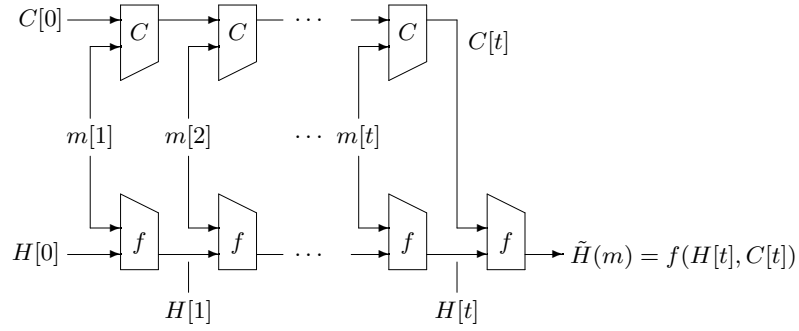 C[0] C C ··· C
C[t]
m[1] m[2] ··· m[t]
H[0] f f ··· f f H̃(m) = f(H[t], C[t])
H[1] H[t]